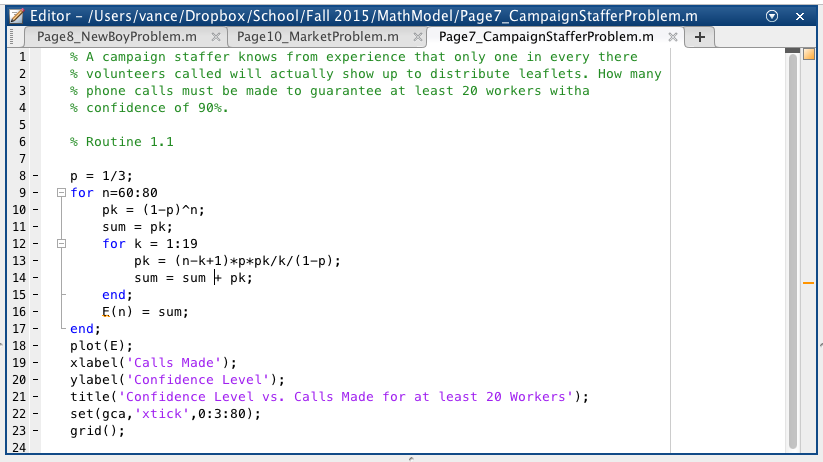 Editor - /Users/vance/Dropbox/School/Fall 2015/MathModel/Page7_CampaignStafferProblem.m
Page8_NewBoyProblem.m × Page10_MarketProblem.m × Page7_CampaignStafferProblem.m × +
1 % A campaign staffer knows from experience that only one in every there
2 % volunteers called will actually show up to distribute leaflets. How many
3 % phone calls must be made to guarantee at least 20 workers witha
4 % confidence of 90%.
5
6 % Routine 1.1
7
8 - p = 1/3;
9 - for n=60:80
10 - pk = (1-p)^n;
11 - sum = pk;
12 - for k = 1:19
13 - pk = (n-k+1)*p*pk/k/(1-p);
14 - sum = sum + pk;
15 - end;
16 - E(n) = sum;
17 - end;
18 - plot(E);
19 - xlabel('Calls Made');
20 - ylabel('Confidence Level');
21 - title('Confidence Level vs. Calls Made for at least 20 Workers');
22 - set(gca,'xtick',0:3:80);
23 - grid();
24